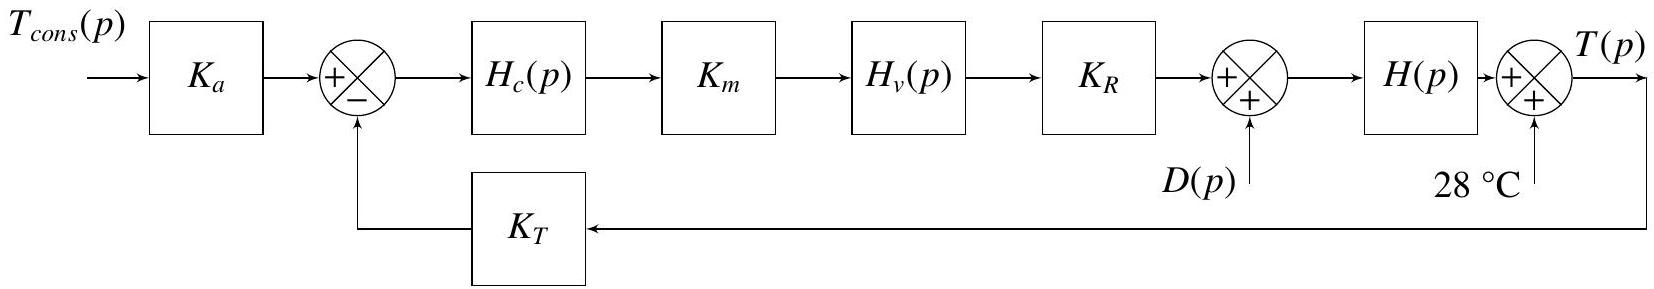 T_cons(p)
K_a
+
−
H_c(p)
K_m
H_v(p)
K_R
+
+
D(p)
H(p)
+
+
28 °C
T(p)
K_T